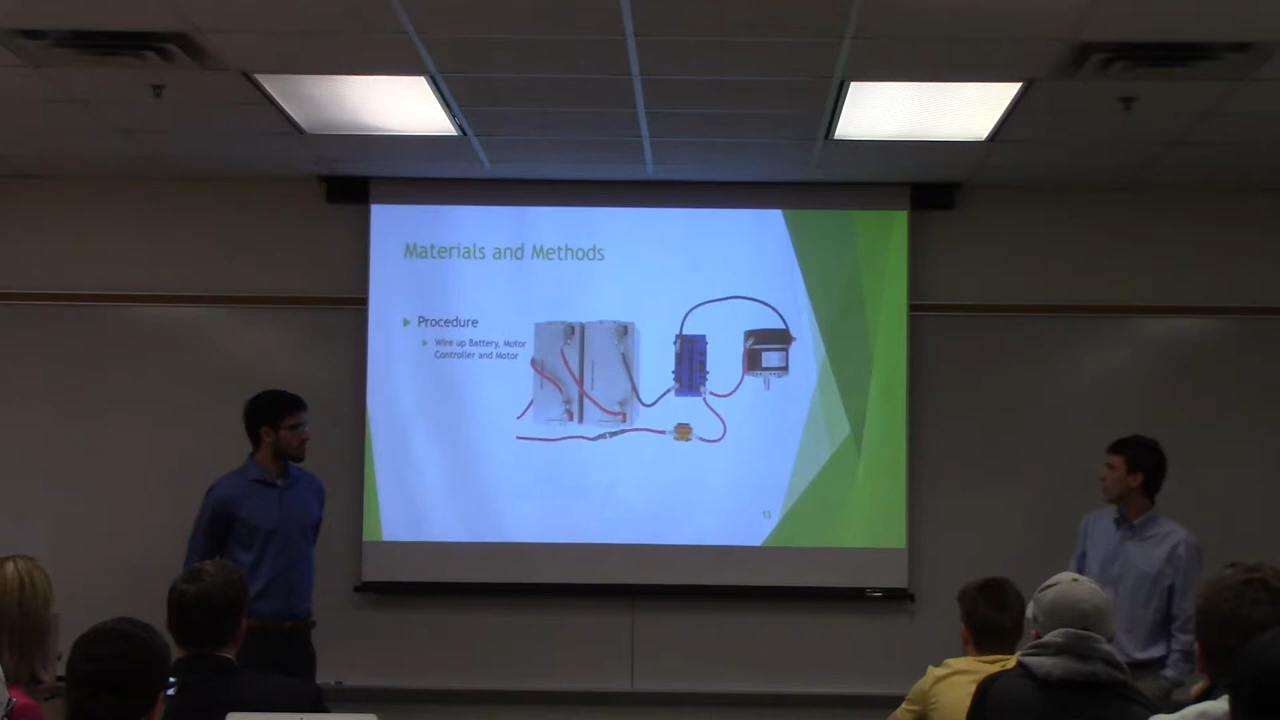 Materials and Methods
Procedure
Wire up Battery, Motor
Controller and Motor
13